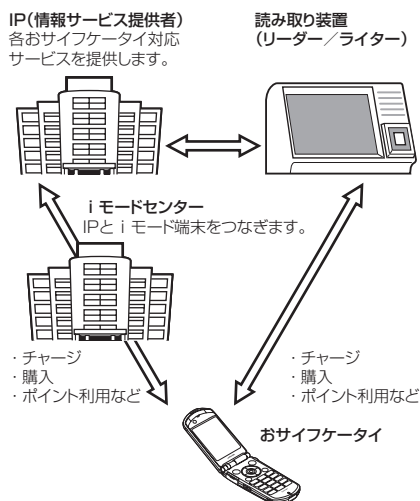 IP（情報サービス提供者）
各おサイフケータイ対応
サービスを提供します。
読み取り装置
（リーダー／ライター）
iモードセンター
IPとiモード端末をつなぎます。
・チャージ
・購入
・ポイント利用など
・チャージ
・購入
・ポイント利用など
おサイフケータイ